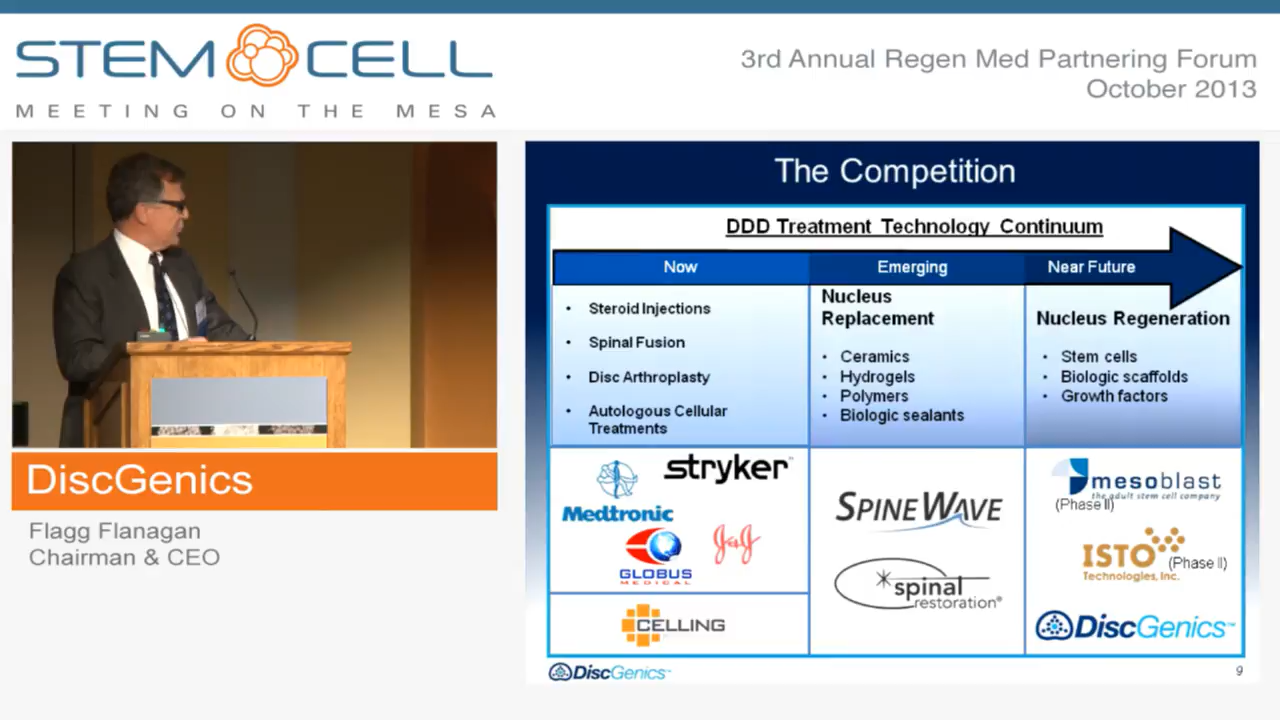 STEM CELL
MEETING ON THE MESA
3rd Annual Regen Med Partnering Forum
October 2013
DiscGenics
Flagg Flanagan
Chairman & CEO
The Competition
DDD Treatment Technology Continuum
Now
Emerging
Near Future
• Steroid Injections
• Spinal Fusion
• Disc Arthroplasty
• Autologous Cellular
Treatments
Nucleus
Replacement
• Ceramics
• Hydrogels
• Polymers
• Biologic sealants
Nucleus Regeneration
• Stem cells
• Biologic scaffolds
• Growth factors
stryker
Medtronic
J&J
GLOBUS
MEDICAL
CELLING
SPINEWAVE
spinal
restoration®
mesoblast
the adult stem cell company
(Phase II)
ISTO
(Phase II)
Technologies, Inc.
DiscGenics™
DiscGenics™
9